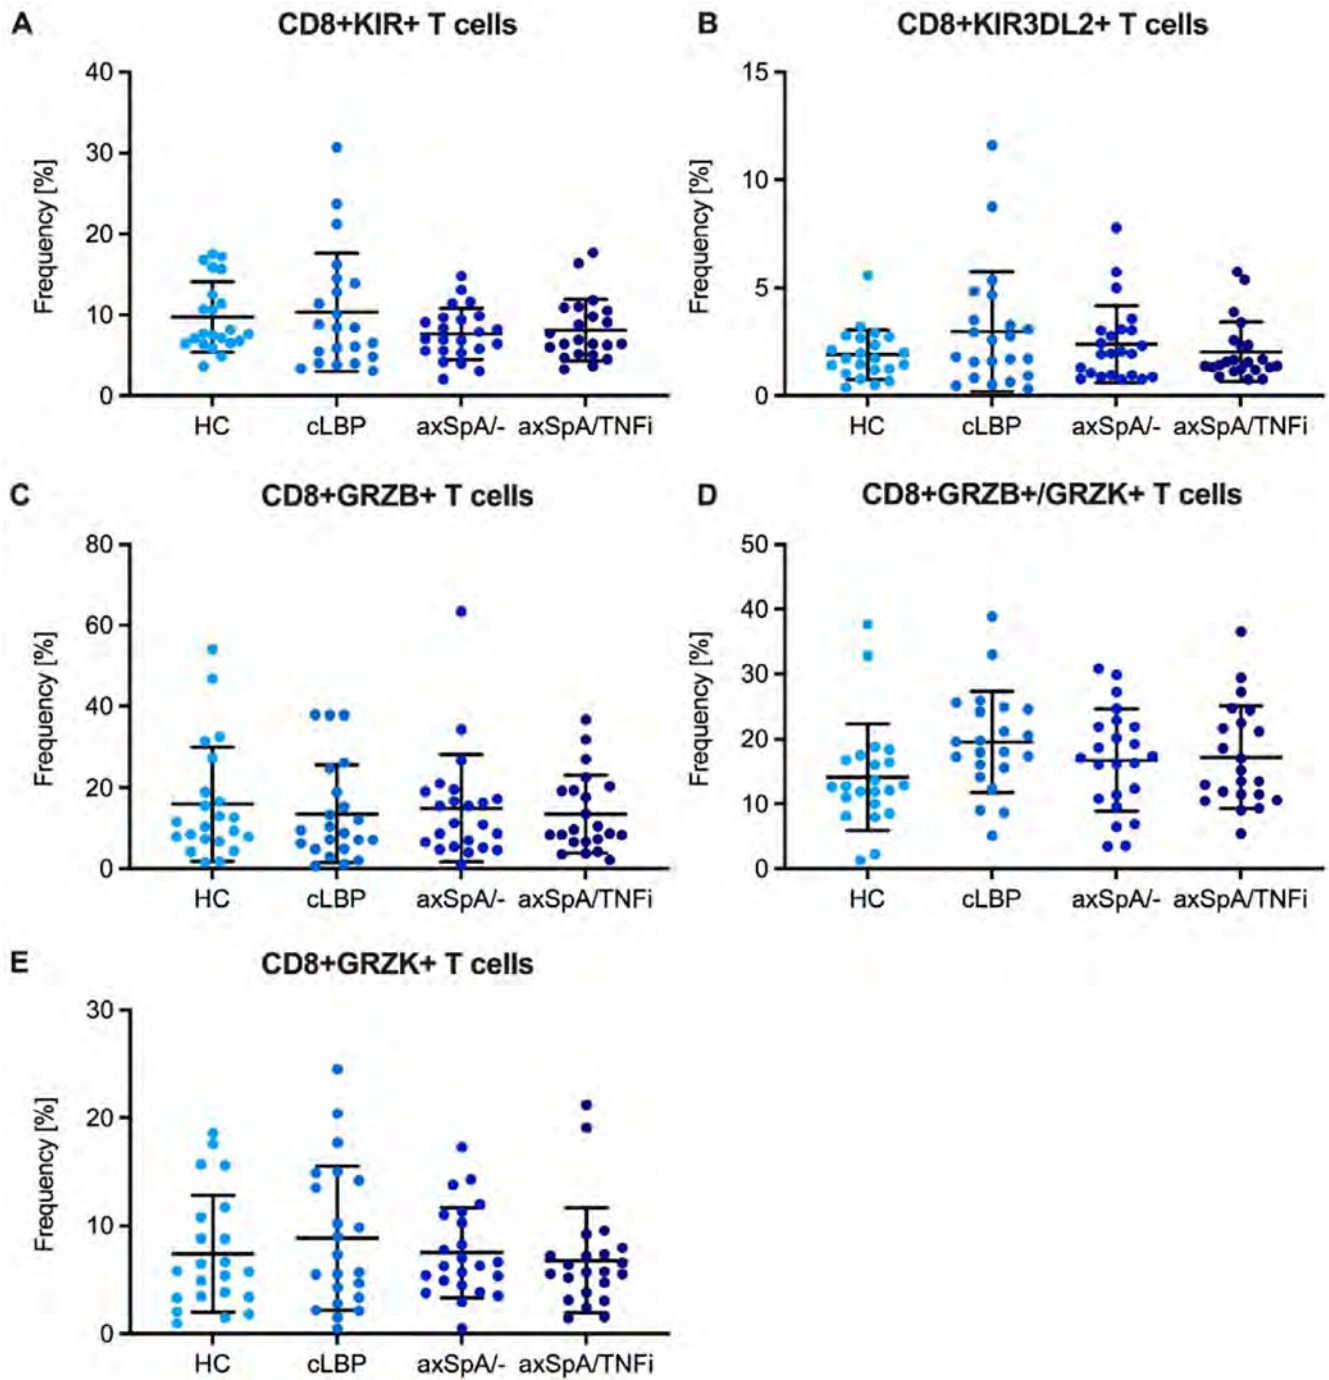 A
CD8+KIR+ T cells
Frequency [%]
40
30
20
10
0
HC
cLBP
axSpA/-
axSpA/TNFi
B
CD8+KIR3DL2+ T cells
Frequency [%]
15
10
5
0
HC
cLBP
axSpA/-
axSpA/TNFi
C
CD8+GRZB+ T cells
Frequency [%]
80
60
40
20
0
HC
cLBP
axSpA/-
axSpA/TNFi
D
CD8+GRZB+/GRZK+ T cells
Frequency [%]
50
40
30
20
10
0
HC
cLBP
axSpA/-
axSpA/TNFi
E
CD8+GRZK+ T cells
Frequency [%]
30
20
10
0
HC
cLBP
axSpA/-
axSpA/TNFi